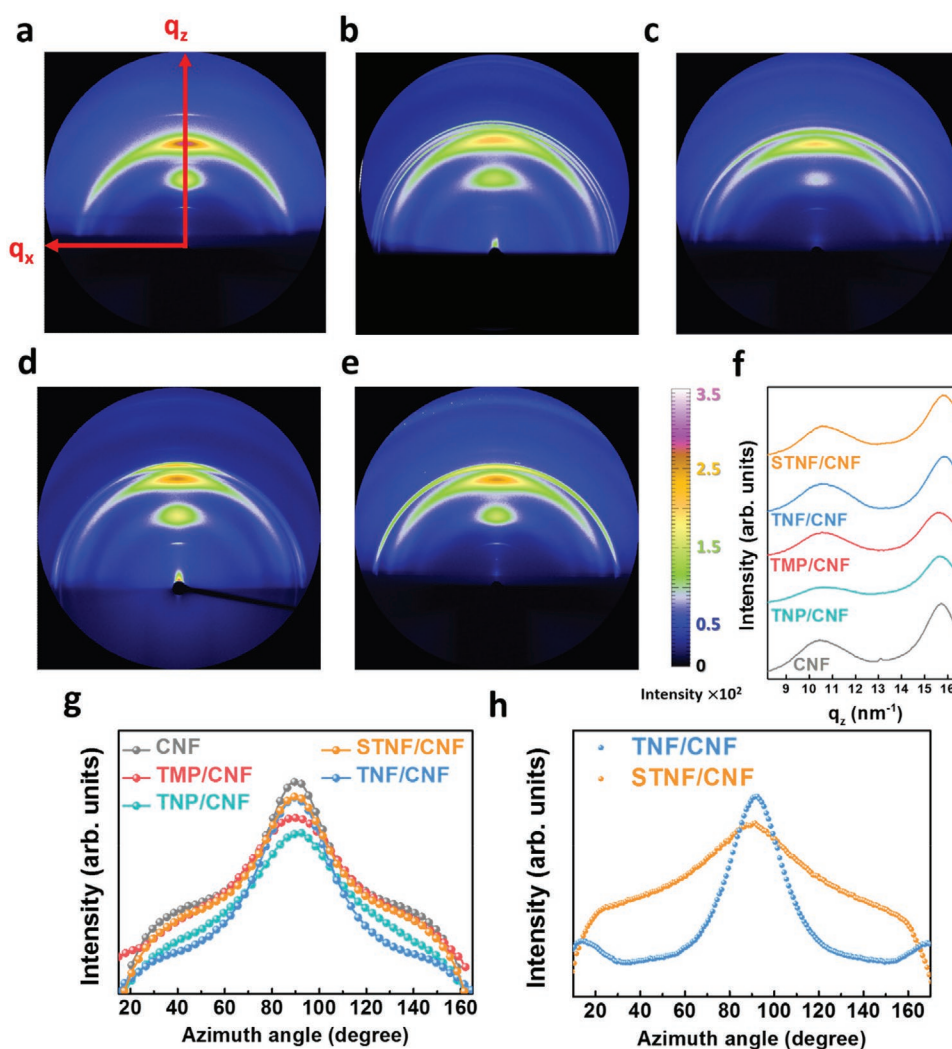 a
b
c
q_z
q_x
d
e
f
3.5
2.5
1.5
0.5
0
Intensity ×10²
Intensity (arb. units)
STNF/CNF
TNF/CNF
TMP/CNF
TNP/CNF
CNF
9 10 11 12 13 14 15 16
q_z (nm⁻¹)
g
h
Intensity (arb. units)
CNF
STNF/CNF
TMP/CNF
TNF/CNF
TNP/CNF
20 40 60 80 100 120 140 160
Azimuth angle (degree)
Intensity (arb. units)
TNF/CNF
STNF/CNF
20 40 60 80 100 120 140 160
Azimuth angle (degree)